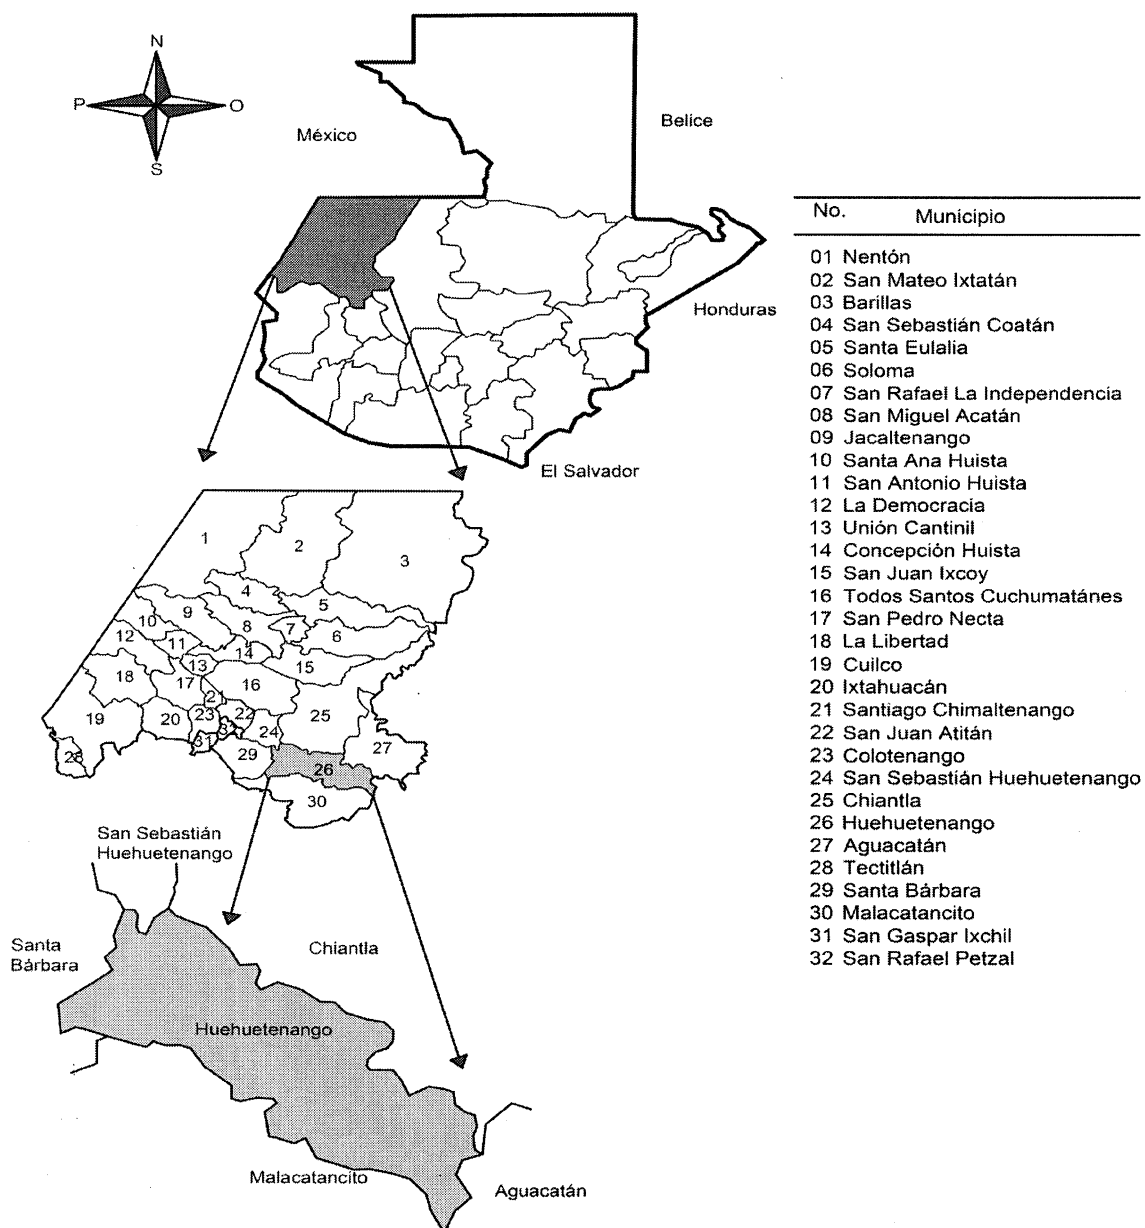 N
P
O
S
México
Belice
Honduras
El Salvador
No. Municipio
01 Nentón
02 San Mateo Ixtatán
03 Barillas
04 San Sebastián Coatán
05 Santa Eulalia
06 Soloma
07 San Rafael La Independencia
08 San Miguel Acatán
09 Jacaltenango
10 Santa Ana Huista
11 San Antonio Huista
12 La Democracia
13 Unión Cantinil
14 Concepción Huista
15 San Juan Ixcoy
16 Todos Santos Cuchumatánes
17 San Pedro Necta
18 La Libertad
19 Cuilco
20 Ixtahuacán
21 Santiago Chimaltenango
22 San Juan Atitán
23 Colotenango
24 San Sebastián Huehuetenango
25 Chiantla
26 Huehuetenango
27 Aguacatán
28 Tectitlán
29 Santa Bárbara
30 Malacatancito
31 San Gaspar Ixchil
32 San Rafael Petzal
1
2
3
4
5
9
10
8
7
6
12
11
14
13
15
18
17
16
21
19
20
23
22
25
32
24
31
27
28
29
26
30
San Sebastián
Huehuetenango
Santa
Bárbara
Chiantla
Huehuetenango
Malacatancito
Aguacatán